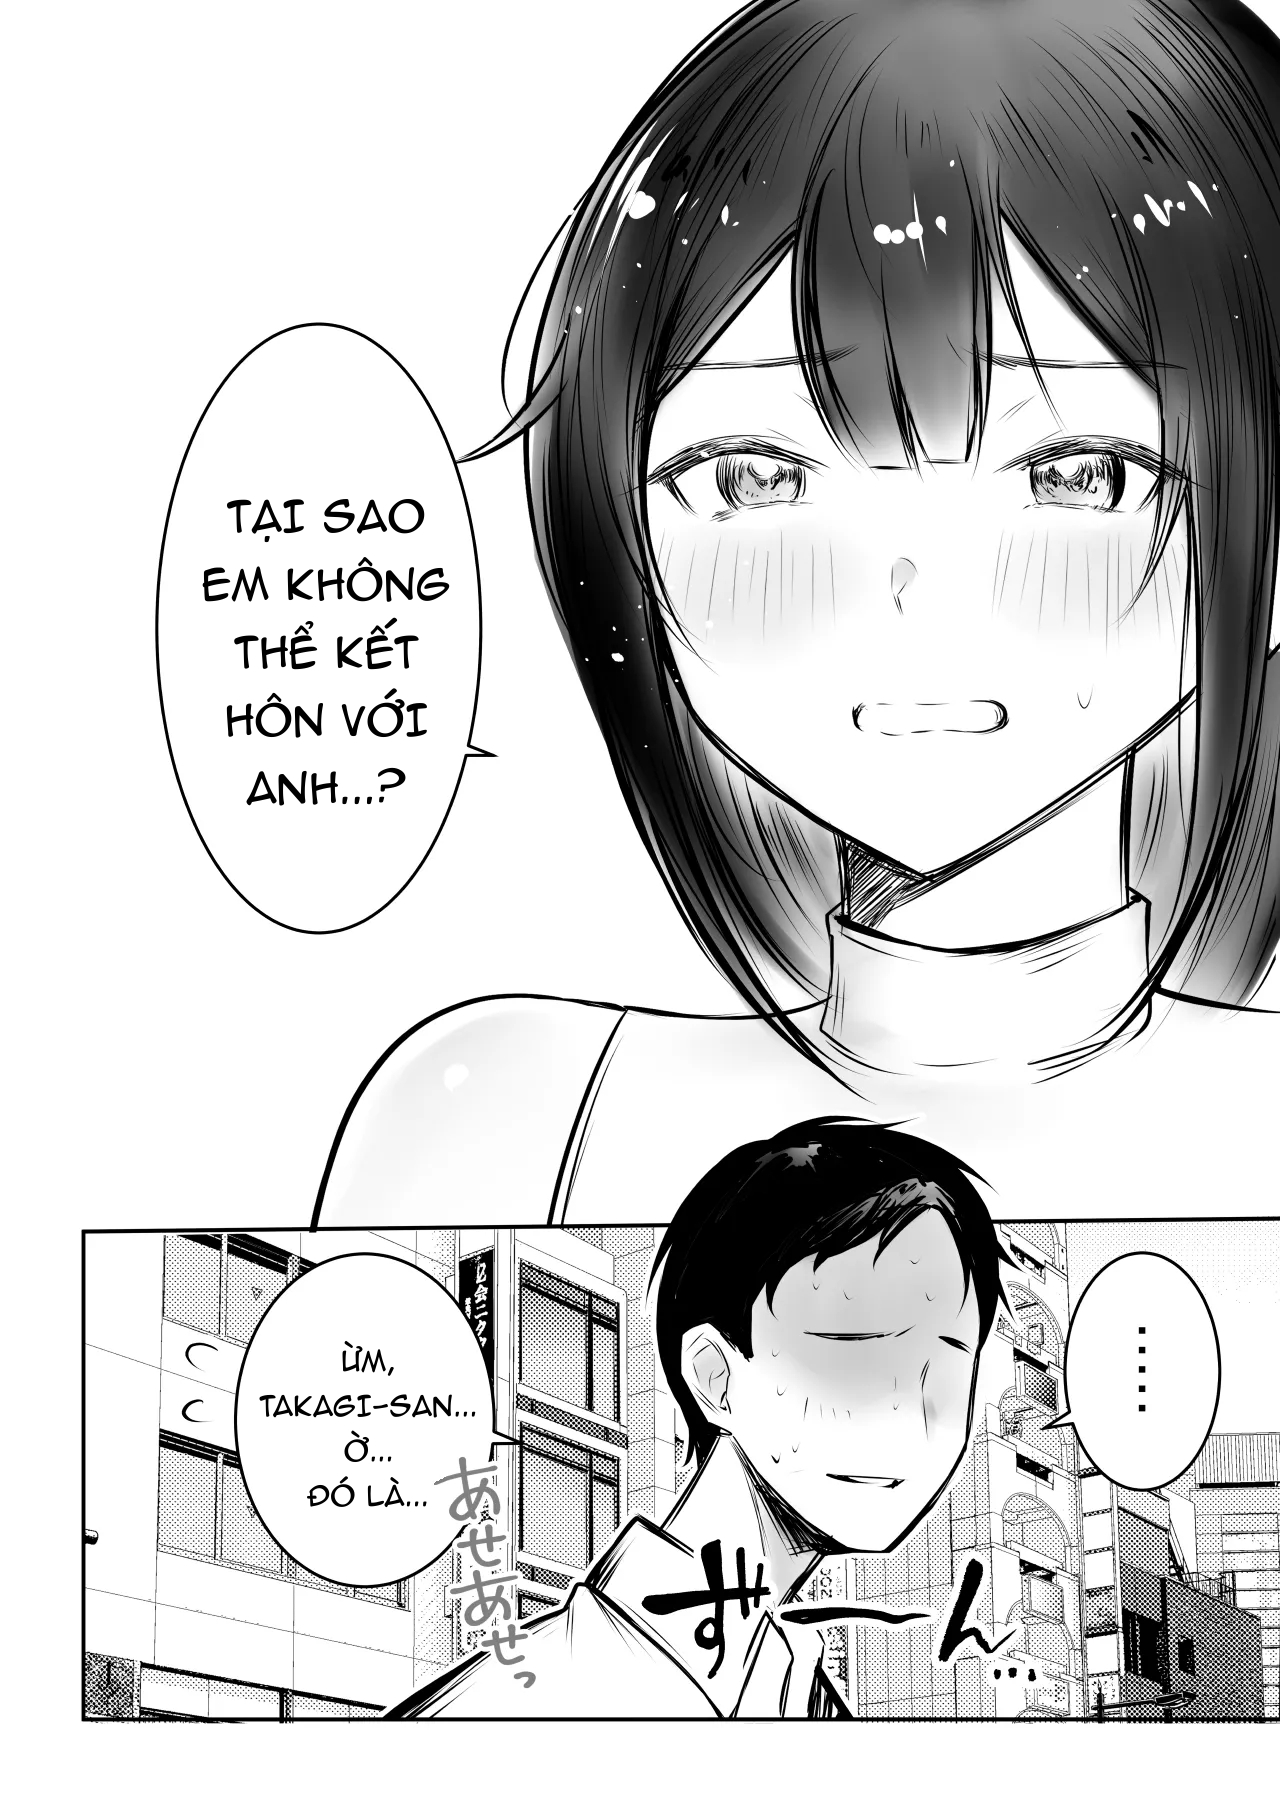 TẠI SAO
EM KHÔNG
THỂ KẾT
HÔN VỚI
ANH...?
.....
ỪM,
TAKAGI-SAN...
Ờ...
ĐÓ LÀ...
あせあせっ
ずーん...